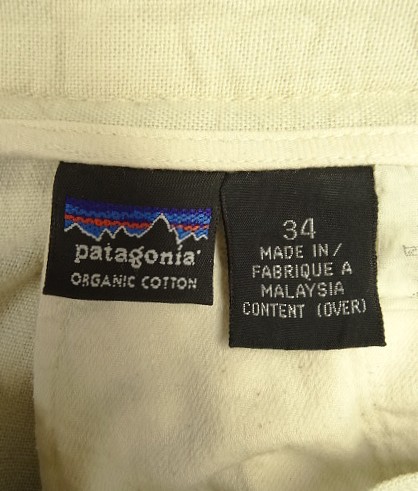 patagonia
ORGANIC COTTON
34
MADE IN/
FABRIQUE A
MALAYSIA
CONTENT (OVER)